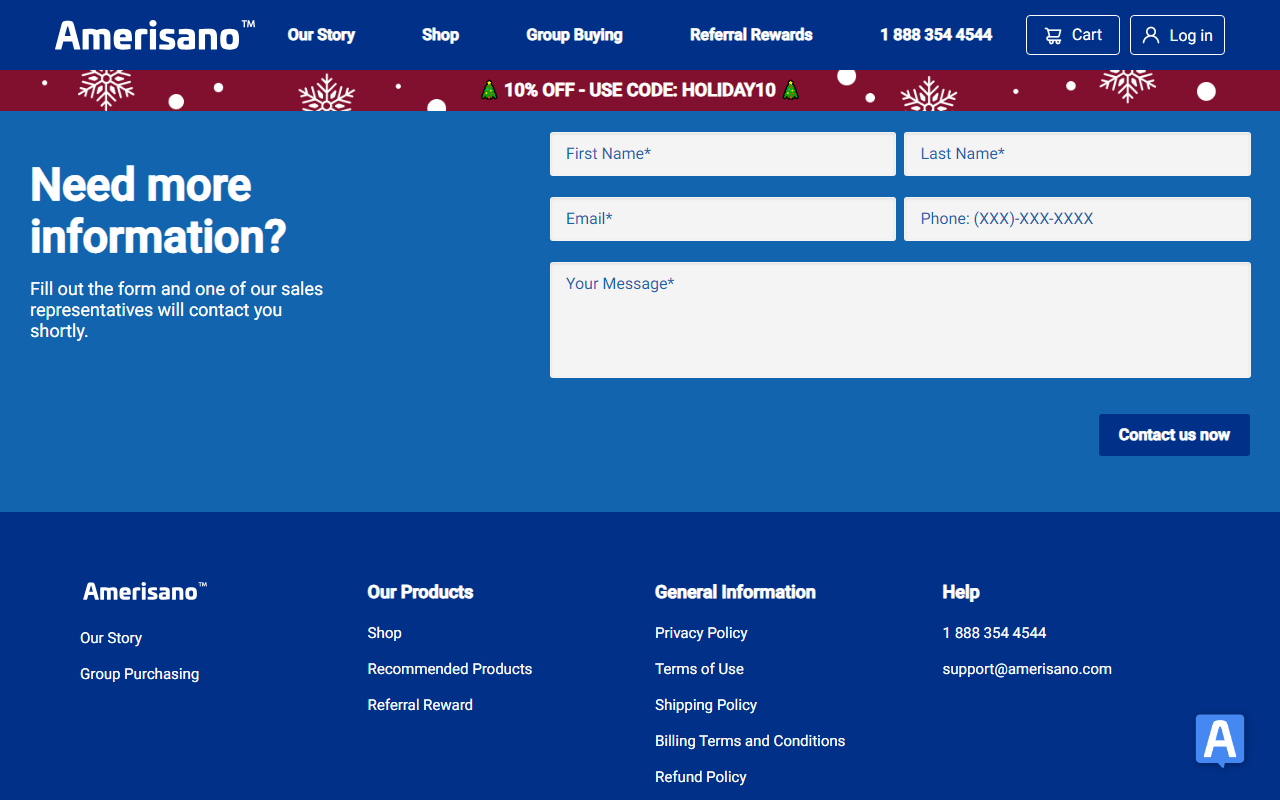 Amerisano™ Our Story Shop Group Buying Referral Rewards 1 888 354 4544 Cart Log in
🎄 10% OFF - USE CODE: HOLIDAY10 🎄
Need more
information?
Fill out the form and one of our sales
representatives will contact you
shortly.
First Name* Last Name*
Email* Phone: (XXX)-XXX-XXXX
Your Message*
Contact us now
Amerisano™
Our Story
Group Purchasing
Our Products
Shop
Recommended Products
Referral Reward
General Information
Privacy Policy
Terms of Use
Shipping Policy
Billing Terms and Conditions
Refund Policy
Help
1 888 354 4544
support@amerisano.com
A